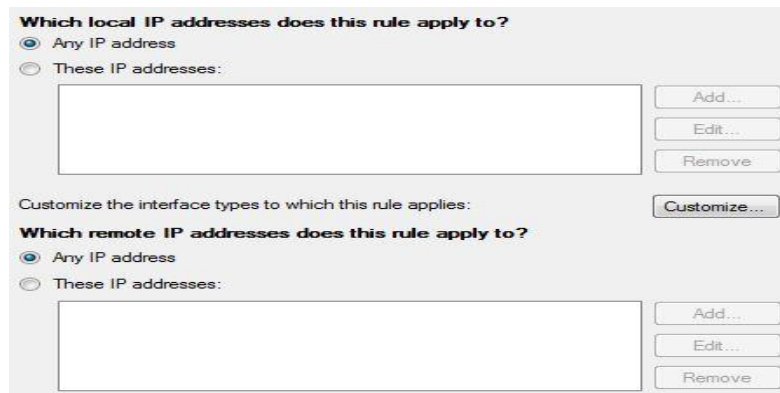 Which local IP addresses does this rule apply to?
Any IP address
These IP addresses:
Add...
Edit...
Remove
Customize the interface types to which this rule applies:
Customize...
Which remote IP addresses does this rule apply to?
Any IP address
These IP addresses:
Add...
Edit...
Remove